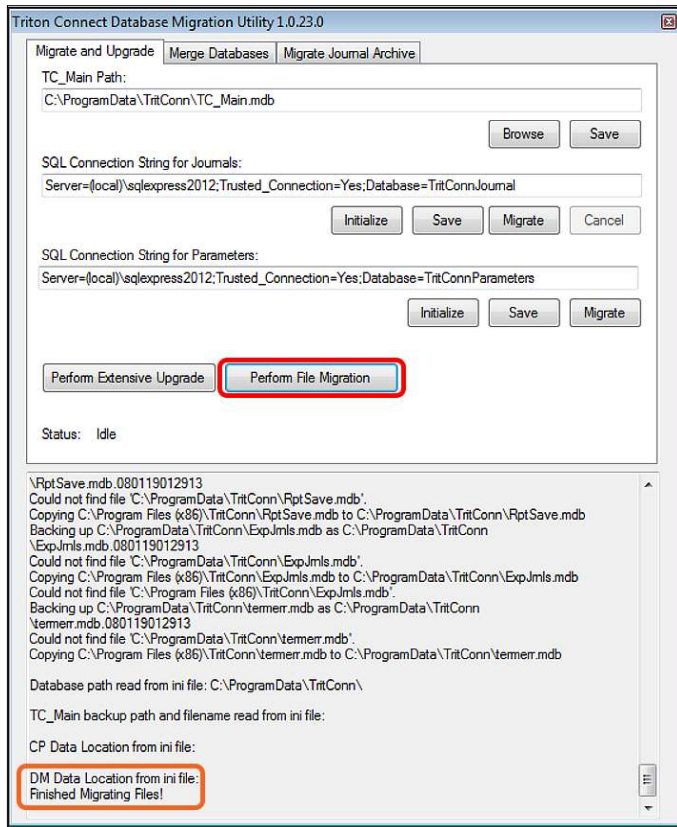 Triton Connect Database Migration Utility 1.0.23.0
Migrate and Upgrade Merge Databases Migrate Journal Archive
TC_Main Path:
C:\ProgramData\TritConn\TC_Main.mdb
Browse Save
SQL Connection String for Journals:
Server=(local)\sqlexpress2012;Trusted_Connection=Yes;Database=TritConnJournal
Initialize Save Migrate Cancel
SQL Connection String for Parameters:
Server=(local)\sqlexpress2012;Trusted_Connection=Yes;Database=TritConnParameters
Initialize Save Migrate
Perform Extensive Upgrade Perform File Migration
Status: Idle
\RptSave.mdb.080119012913
Could not find file 'C:\ProgramData\TritConn\RptSave.mdb'.
Copying C:\Program Files (x86)\TritConn\RptSave.mdb to C:\ProgramData\TritConn\RptSave.mdb
Backing up C:\ProgramData\TritConn\ExpJrnls.mdb as C:\ProgramData\TritConn
\ExpJrnls.mdb.080119012913
Could not find file 'C:\ProgramData\TritConn\ExpJrnls.mdb'.
Copying C:\Program Files (x86)\TritConn\ExpJrnls.mdb to C:\ProgramData\TritConn\ExpJrnls.mdb
Could not find file 'C:\Program Files (x86)\TritConn\ExpJrnls.mdb'.
Backing up C:\ProgramData\TritConn\termerr.mdb as C:\ProgramData\TritConn
\termerr.mdb.080119012913
Could not find file 'C:\ProgramData\TritConn\termerr.mdb'.
Copying C:\Program Files (x86)\TritConn\termerr.mdb to C:\ProgramData\TritConn\termerr.mdb
Database path read from ini file: C:\ProgramData\TritConn\
TC_Main backup path and filename read from ini file:
CP Data Location from ini file:
DM Data Location from ini file:
Finished Migrating Files!